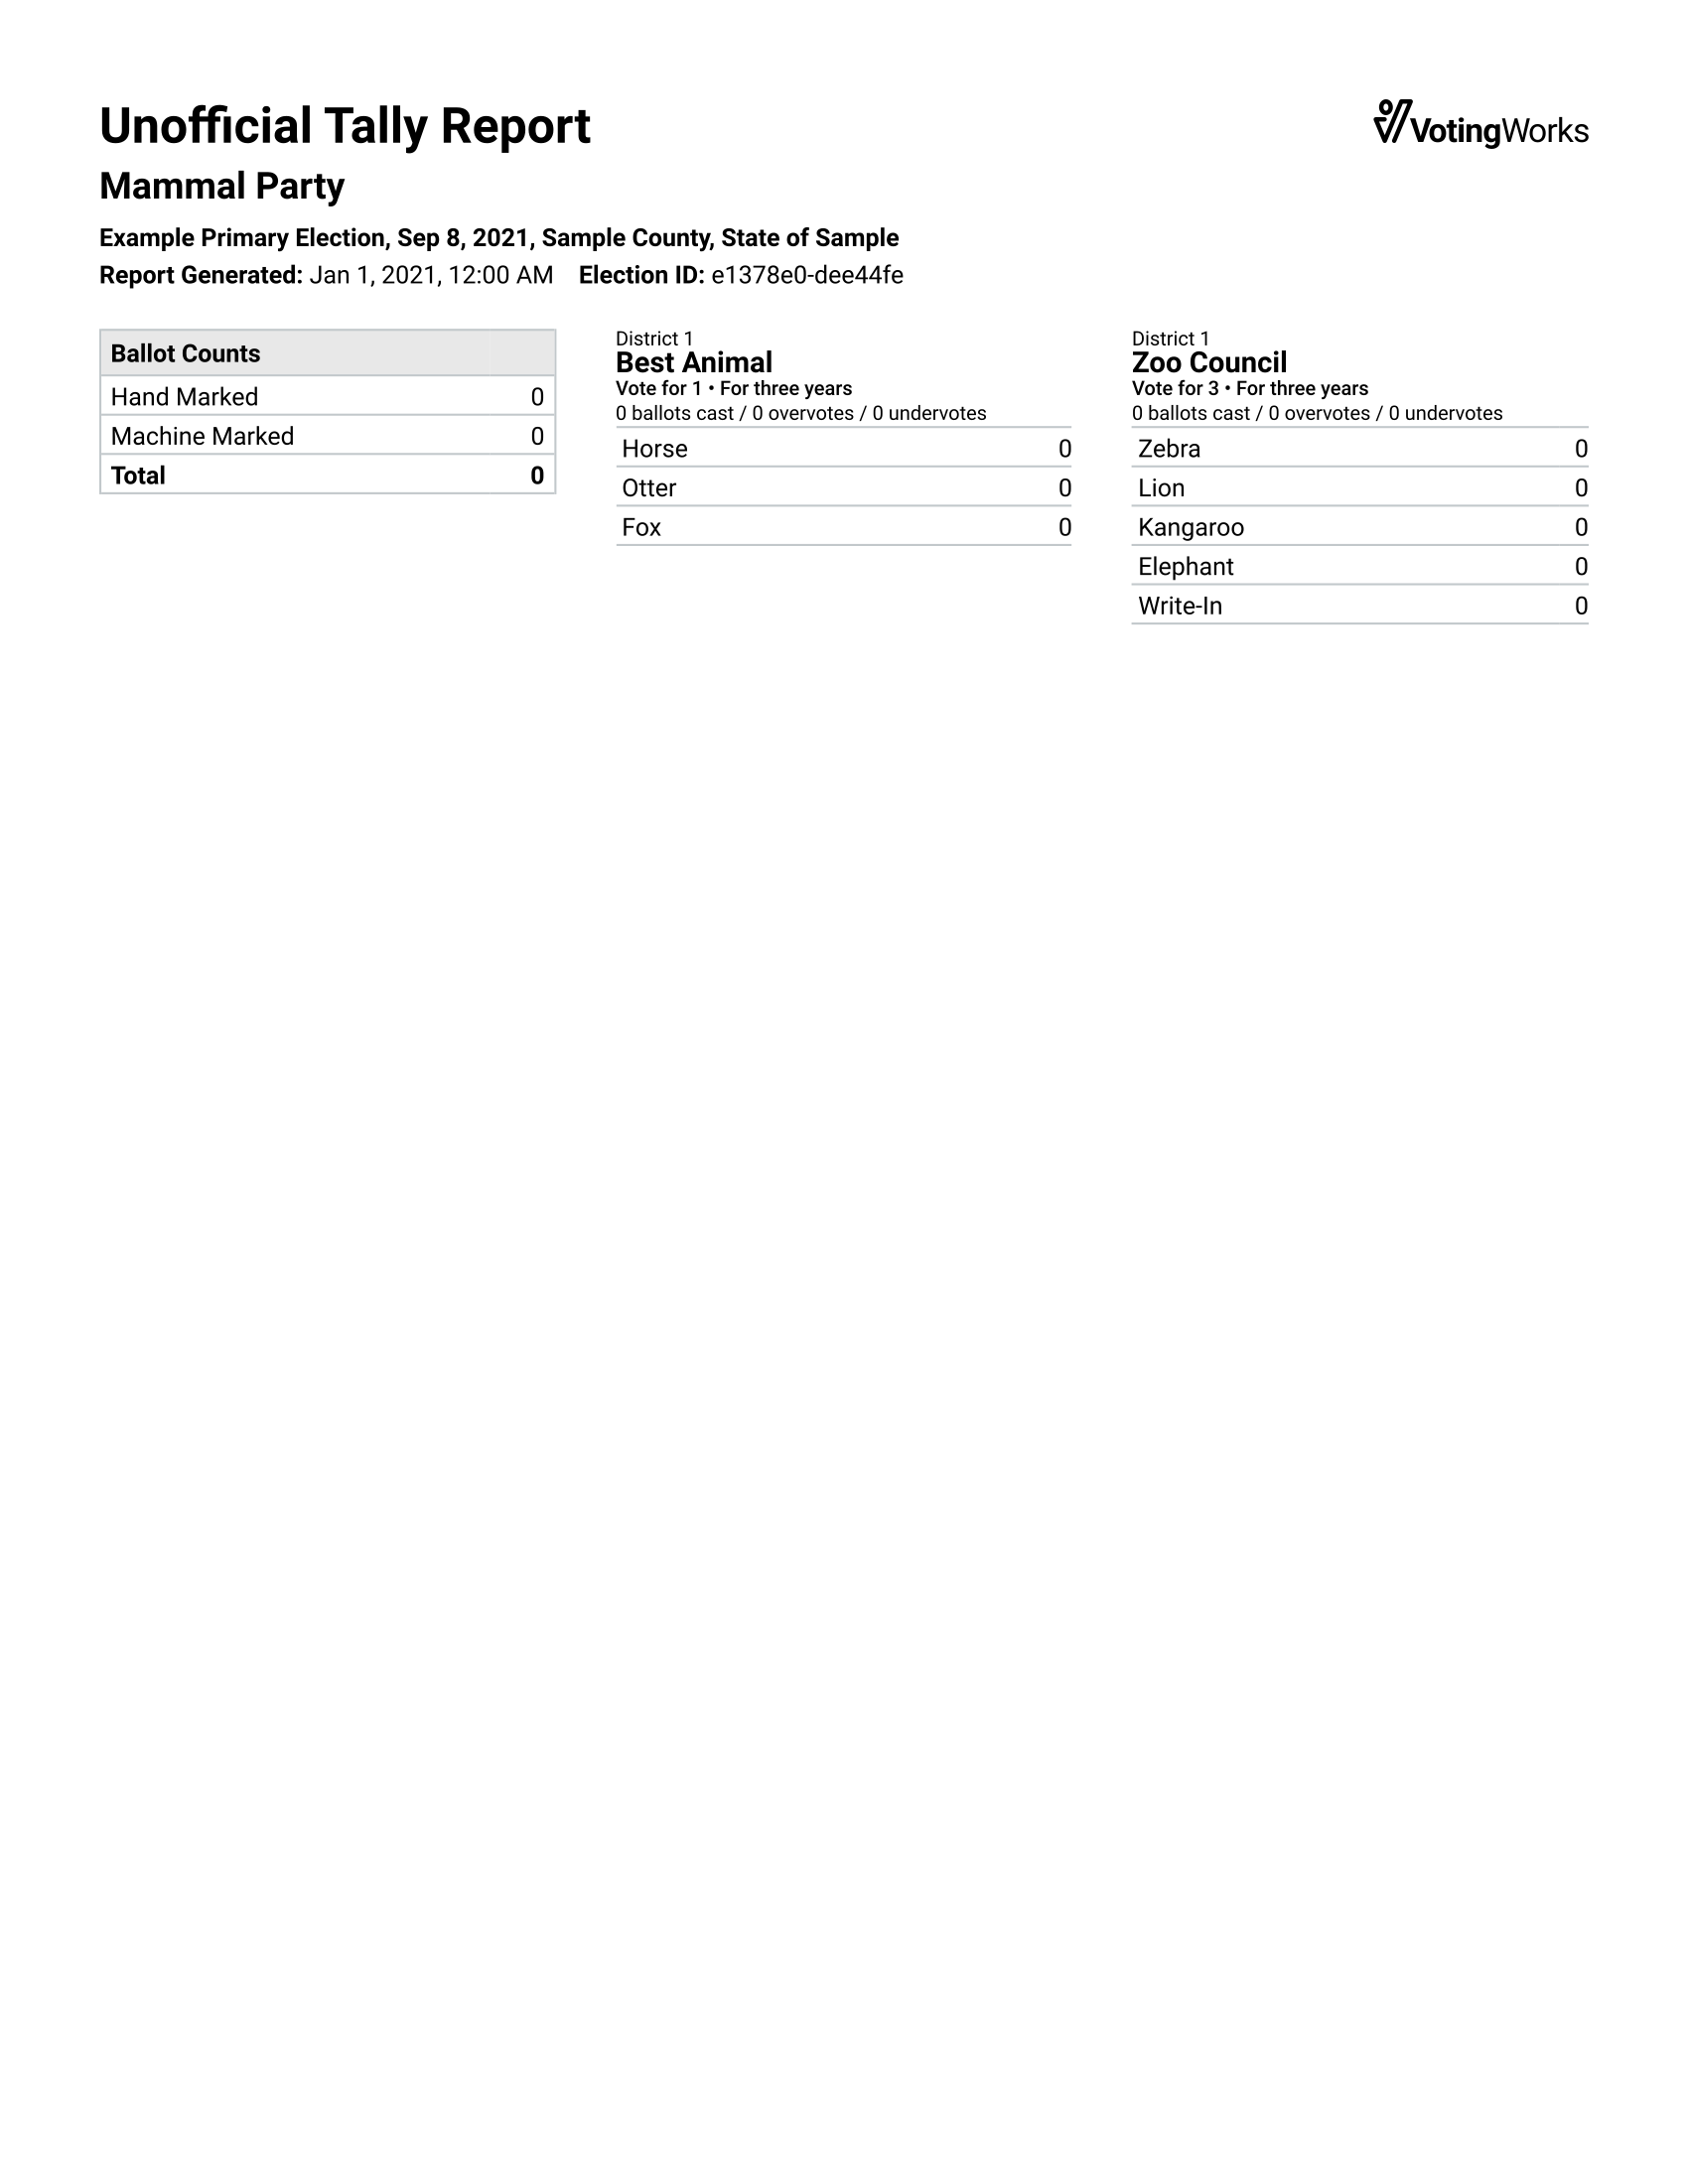 Unofficial Tally Report
VotingWorks
Mammal Party
Example Primary Election, Sep 8, 2021, Sample County, State of Sample
Report Generated: Jan 1, 2021, 12:00 AM Election ID: e1378e0-dee44fe
Ballot Counts
Hand Marked 0
Machine Marked 0
Total 0
District 1
Best Animal
Vote for 1 • For three years
0 ballots cast / 0 overvotes / 0 undervotes
Horse 0
Otter 0
Fox 0
District 1
Zoo Council
Vote for 3 • For three years
0 ballots cast / 0 overvotes / 0 undervotes
Zebra 0
Lion 0
Kangaroo 0
Elephant 0
Write-In 0